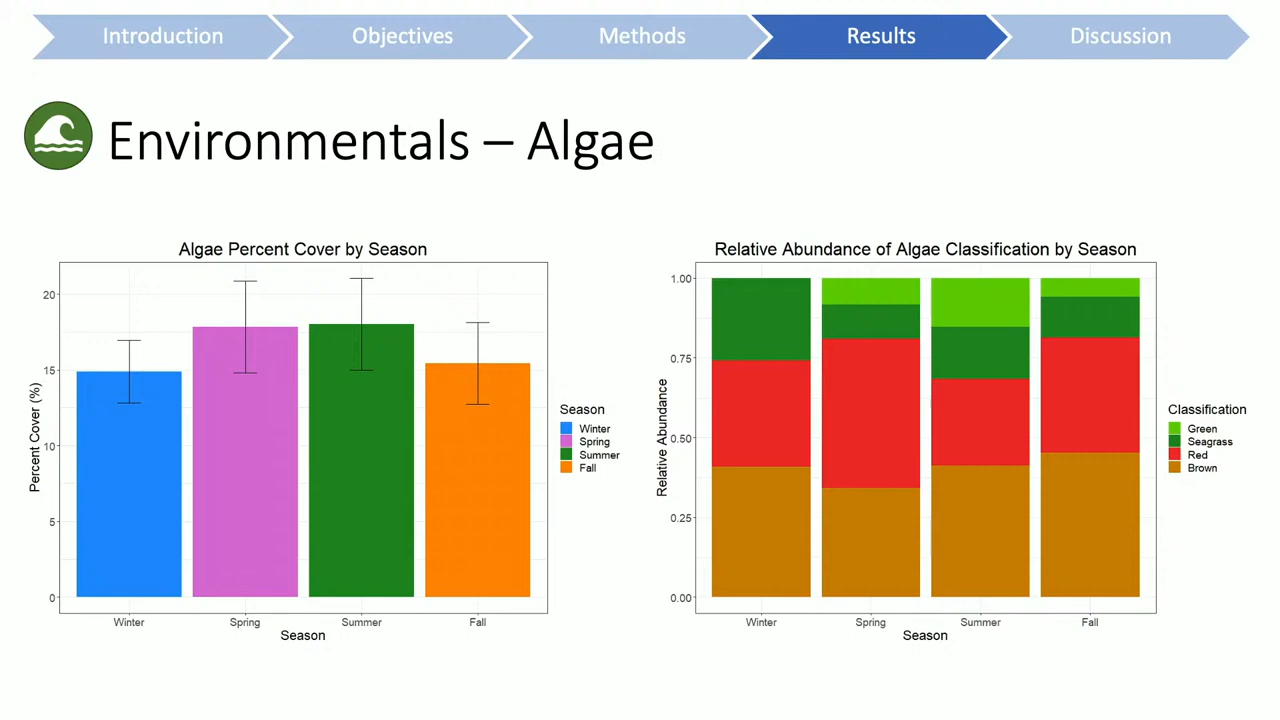 Introduction
Objectives
Methods
Results
Discussion
Environmentals – Algae
Algae Percent Cover by Season
Percent Cover (%)
20
15
10
5
0
Winter
Spring
Summer
Fall
Season
Season
Winter
Spring
Summer
Fall
Relative Abundance of Algae Classification by Season
Relative Abundance
1.00
0.75
0.50
0.25
0.00
Winter
Spring
Summer
Fall
Season
Classification
Green
Seagrass
Red
Brown